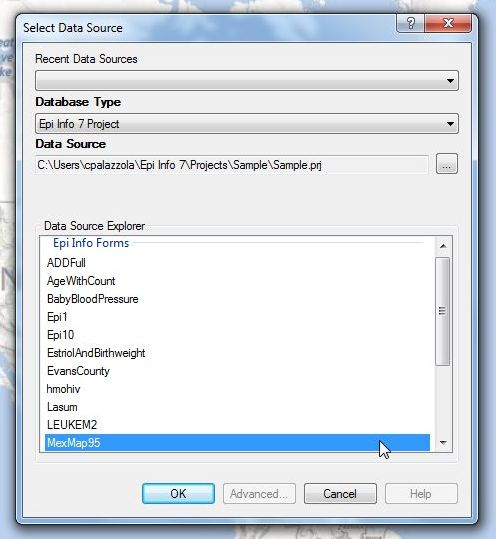 Select Data Source
?
Recent Data Sources
Database Type
Epi Info 7 Project
Data Source
C:\Users\cpalazzola\Epi Info 7\Projects\Sample\Sample.prj
...
Data Source Explorer
Epi Info Forms
ADDFull
AgeWithCount
BabyBloodPressure
Epi1
Epi10
EstriolAndBirthweight
EvansCounty
hmohiv
Lasum
LEUKEM2
MexMap95
OK
Advanced...
Cancel
Help